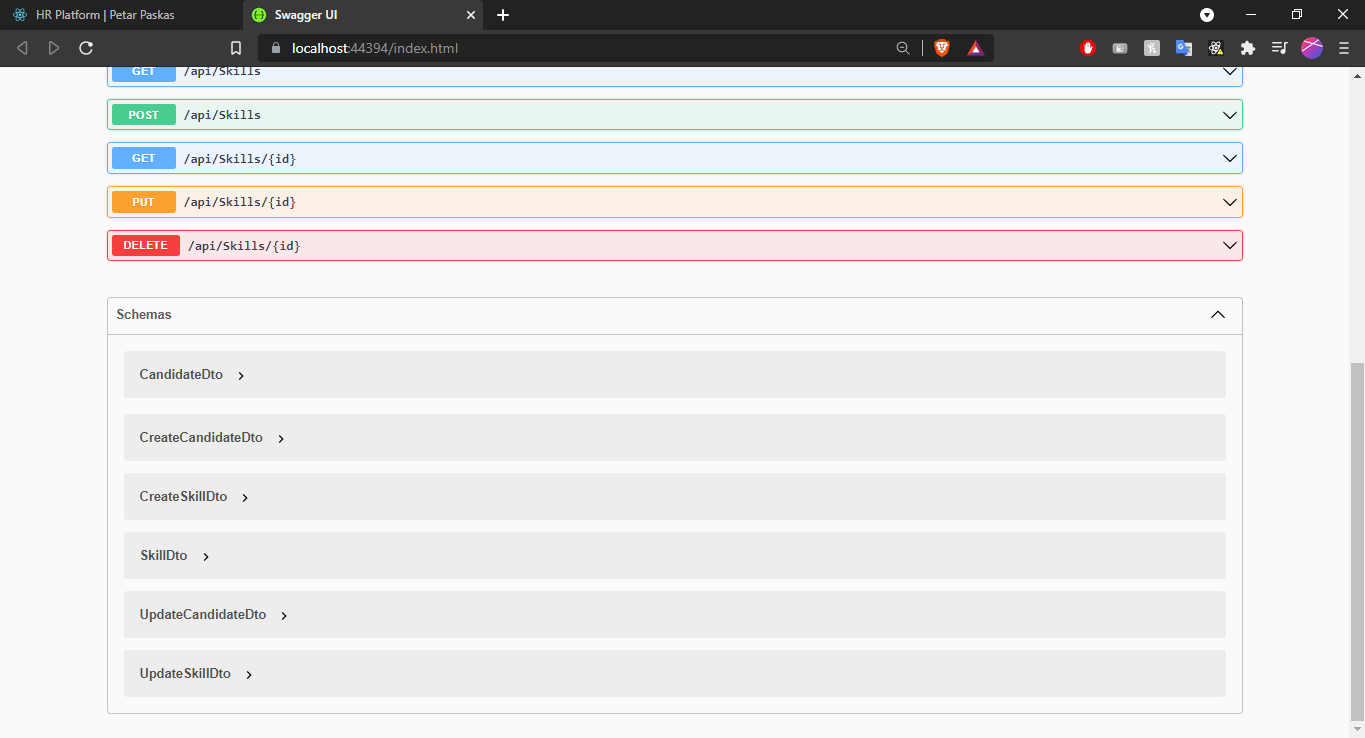 HR Platform | Petar Paskas
Swagger UI
localhost:44394/index.html
GET /api/Skills
POST /api/Skills
GET /api/Skills/{id}
PUT /api/Skills/{id}
DELETE /api/Skills/{id}
Schemas
CandidateDto
CreateCandidateDto
CreateSkillDto
SkillDto
UpdateCandidateDto
UpdateSkillDto